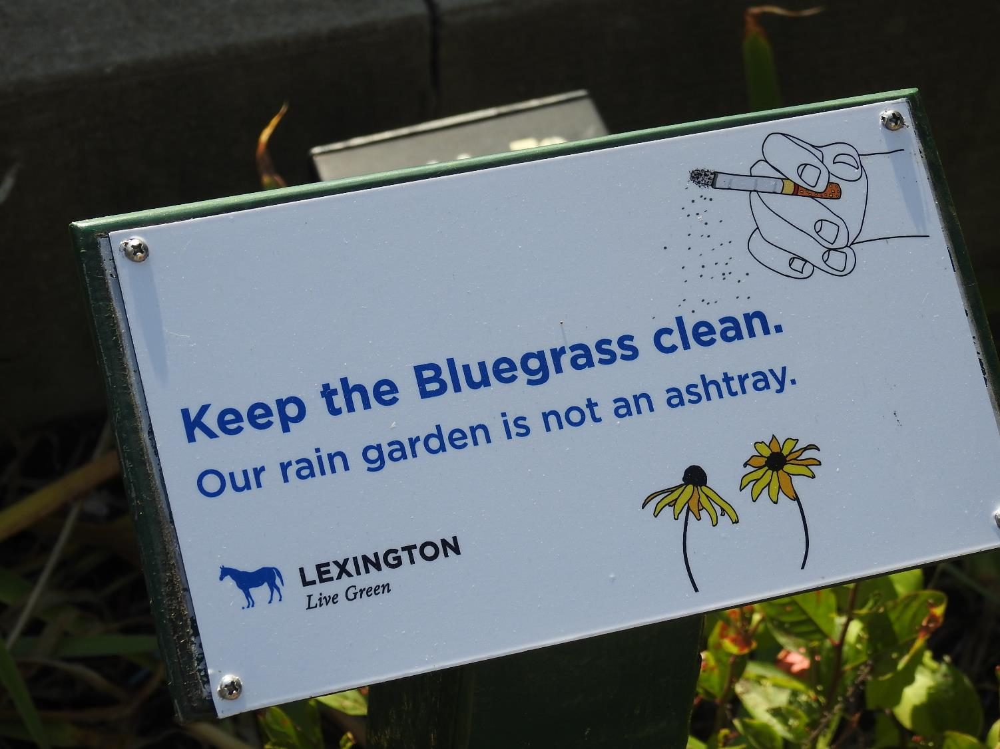 Keep the Bluegrass clean.
Our rain garden is not an ashtray.
LEXINGTON
Live Green